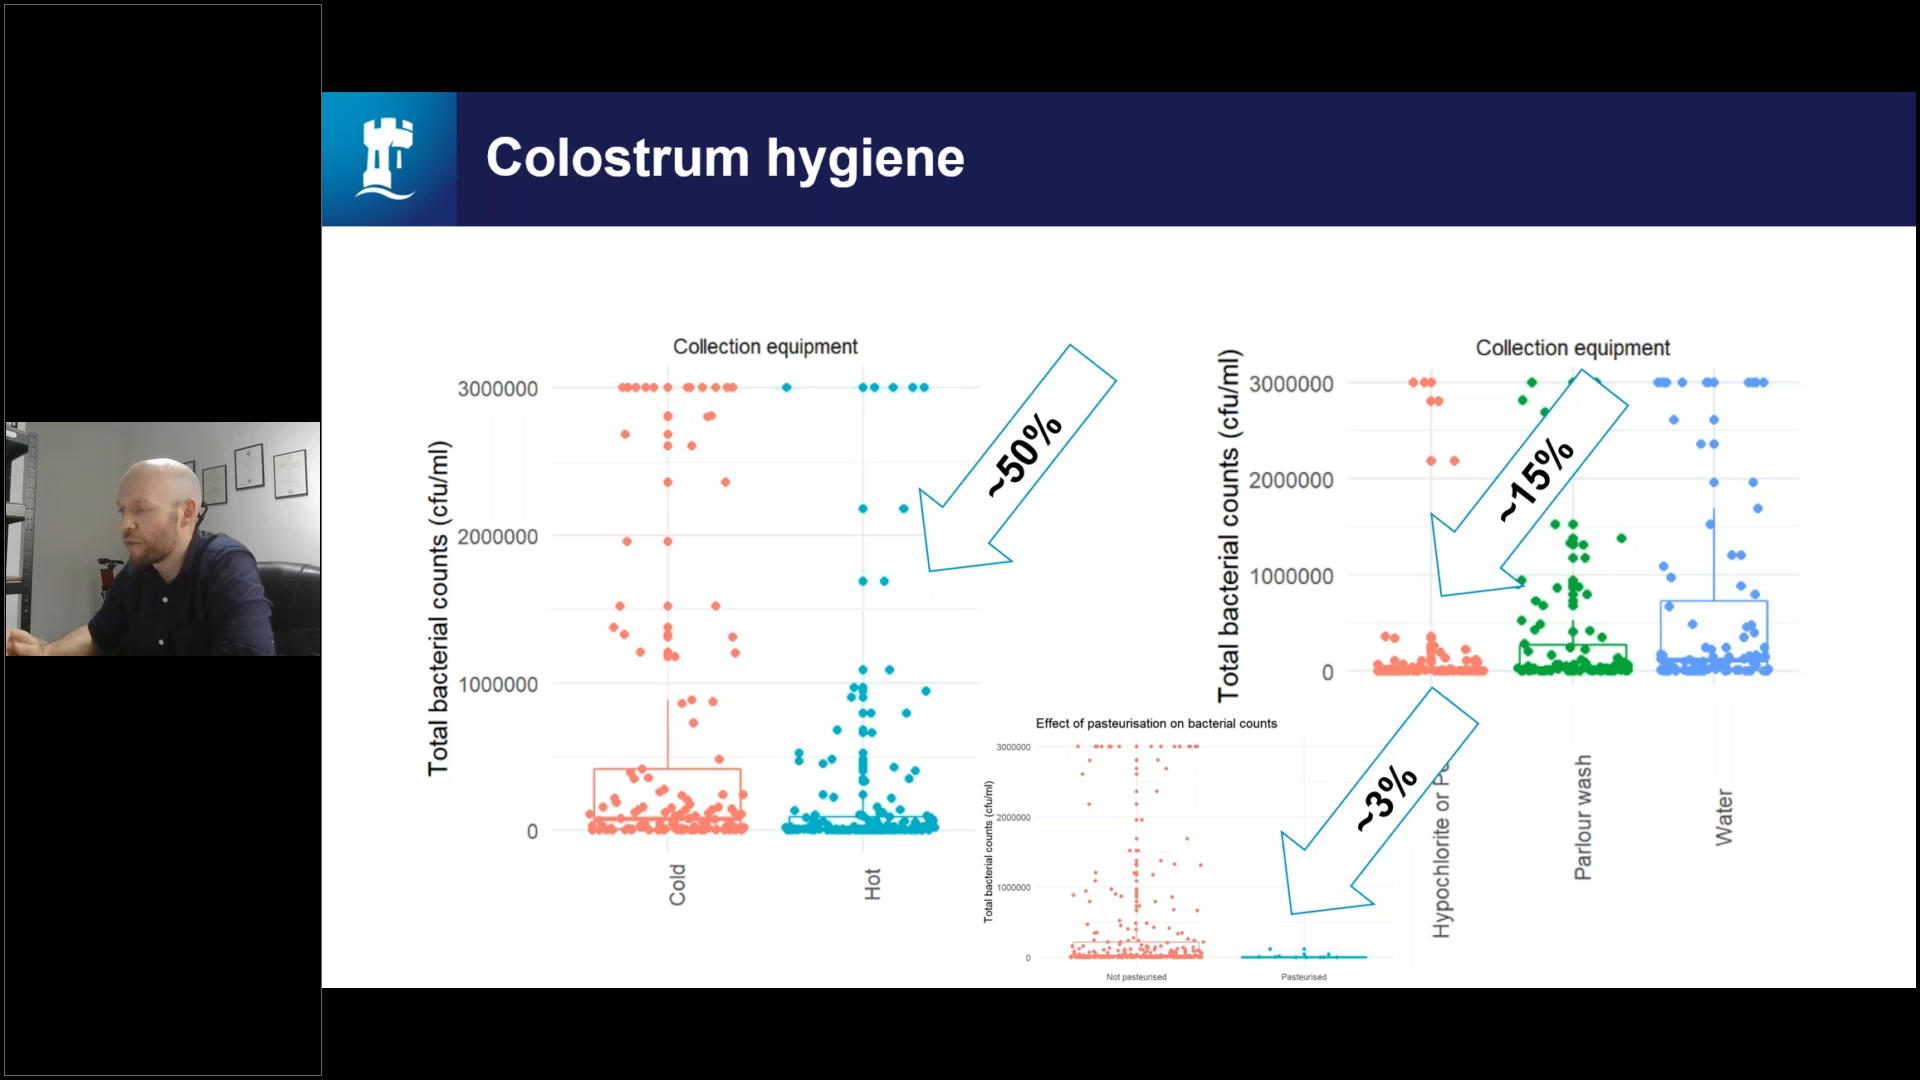 Colostrum hygiene
Collection equipment
Total bacterial counts (cfu/ml)
3000000
2000000
1000000
0
Cold
Hot
~50%
Collection equipment
Total bacterial counts (cfu/ml)
3000000
2000000
1000000
0
Hypochlorite or
Parlour wash
Water
~15%
Effect of pasteurisation on bacterial counts
Total bacterial counts (cfu/ml)
3000000
2000000
1000000
0
Not pasteurised
Pasteurised
~3%